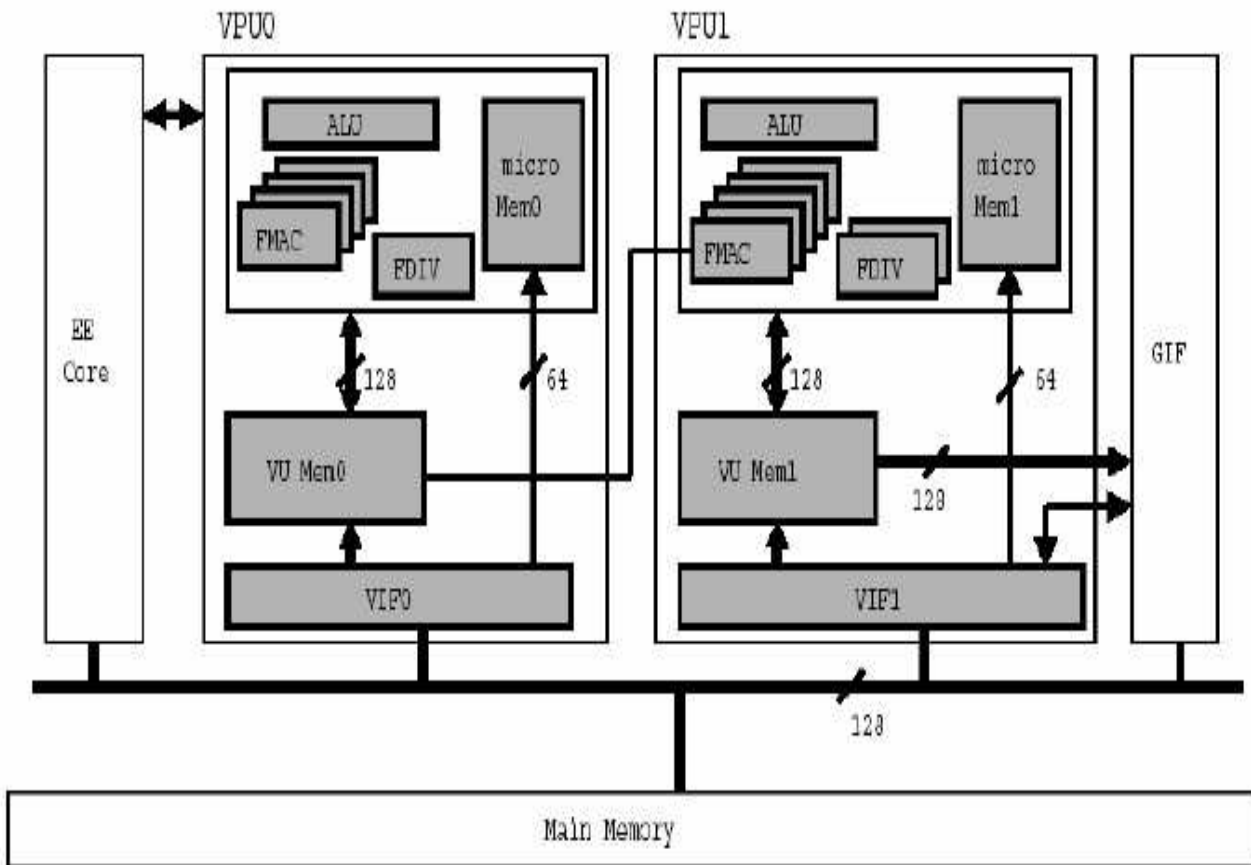 VPU0
VPU1
ALU
micro
Mem0
FMAC
FDIV
ALU
micro
Mem1
FMAC
FDIV
EE
Core
GIF
128
64
128
64
VU Mem0
VU Mem1
128
VIF0
VIF1
128
Main Memory